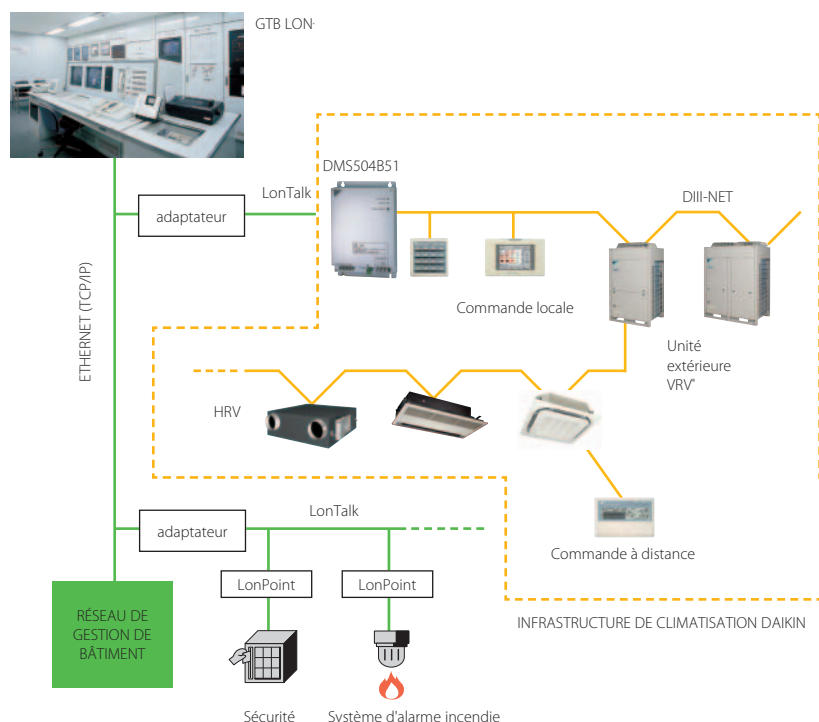 GTB LON
DMS504B51
LonTalk
adaptateur
DIII-NET
Commande locale
ETHERNET (TCP/IP)
Unité
extérieure
VRV"
HRV
LonTalk
adaptateur
Commande à distance
LonPoint
LonPoint
RÉSEAU DE
GESTION DE
BÂTIMENT
INFRASTRUCTURE DE CLIMATISATION DAIKIN
Sécurité
Système d'alarme incendie